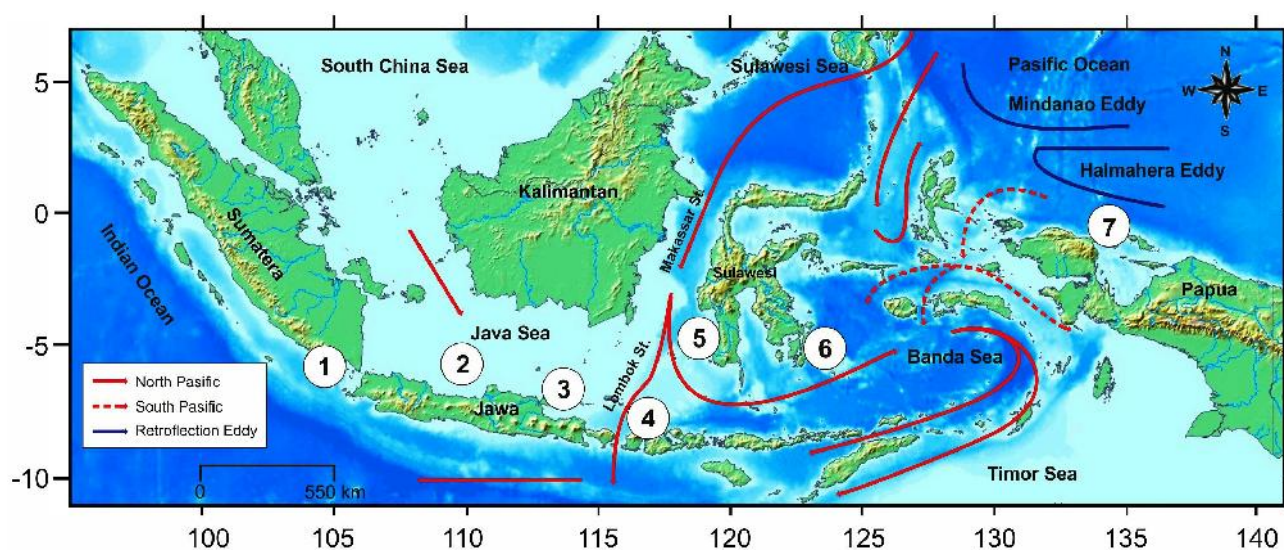 South China Sea
Sulawesi Sea
Pasific Ocean
Mindanao Eddy
Halmahera Eddy
N
W
E
S
5
0
-5
-10
Kalimantan
Makassar St.
Sumatera
Indian Ocean
Sulawesi
Papua
7
Java Sea
Lombok St.
Banda Sea
1
2
3
4
5
6
Jawa
Timor Sea
North Pasific
South Pasific
Retroflection Eddy
0
550 km
100
105
110
115
120
125
130
135
140